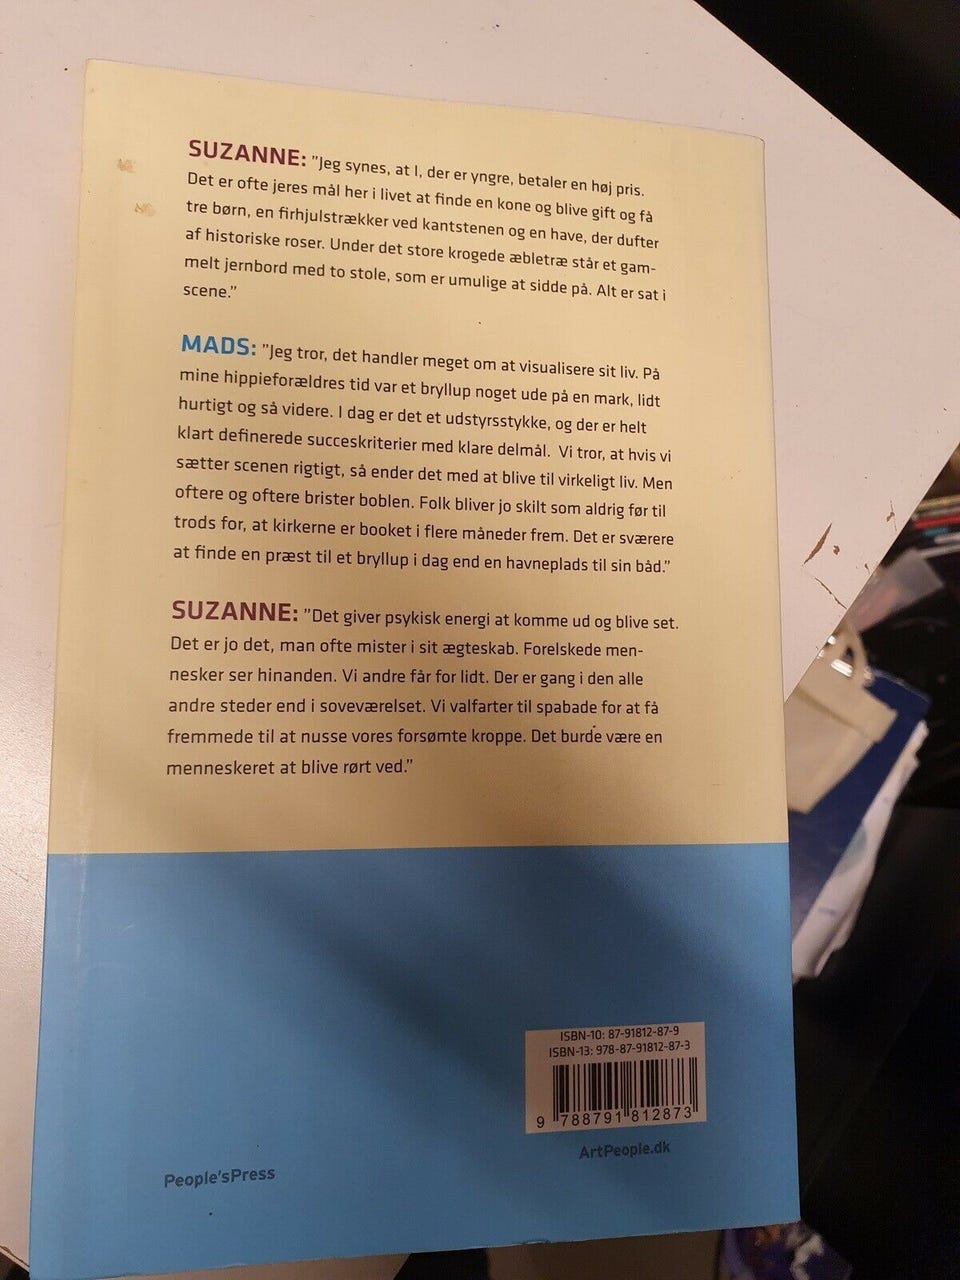 SUZANNE: ”Jeg synes, at I, der er yngre, betaler en høj pris.
Det er ofte jeres mål her i livet at finde en kone og blive gift og få
tre børn, en firhjulstrækker ved kantstenen og en have, der dufter
af historiske roser. Under det store krogede æbletræ står et gam-
melt jernbord med to stole, som er umulige at sidde på. Alt er sat i
scene.”
MADS: ”Jeg tror, det handler meget om at visualisere sit liv. På
mine hippieforældres tid var et bryllup noget ude på en mark, lidt
hurtigt og så videre. I dag er det et udstyrsstykke, og der er helt
klart definerede succeskriterier med klare delmål. Vi tror, at hvis vi
sætter scenen rigtigt, så ender det med at blive til virkeligt liv. Men
oftere og oftere brister boblen. Folk bliver jo skilt som aldrig før til
trods for, at kirkerne er booket i flere måneder frem. Det er sværere
at finde en præst til et bryllup i dag end en havneplads til sin båd.”
SUZANNE: ”Det giver psykisk energi at komme ud og blive set.
Det er jo det, man ofte mister i sit ægteskab. Forelskede men-
nesker ser hinanden. Vi andre får for lidt. Der er gang i den alle
andre steder end i soveværelset. Vi valfarter til spabade for at få
fremmede til at nusse vores forsømte kroppe. Det burde være en
menneskeret at blive rørt ved.”
ISBN-10: 87-91812-87-9
ISBN-13: 978-87-91812-87-3
9 788791 812873
ArtPeople.dk
People'sPress